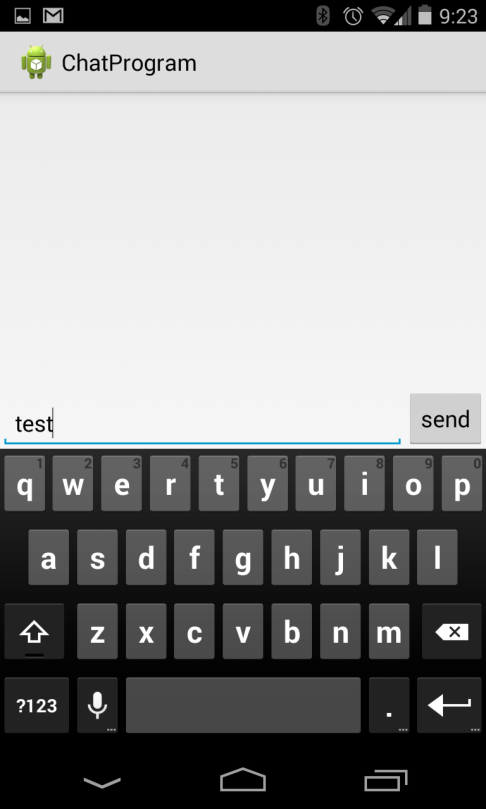 9:23
ChatProgram
test
send
1 2 3 4 5 6 7 8 9 0
q w e r t y u i o p
a s d f g h j k l
z x c v b n m
?123 ... . ... ...